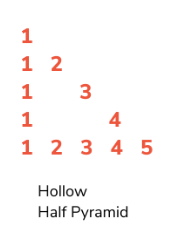 1
1 2
1   3
1     4
1 2 3 4 5
Hollow
Half Pyramid